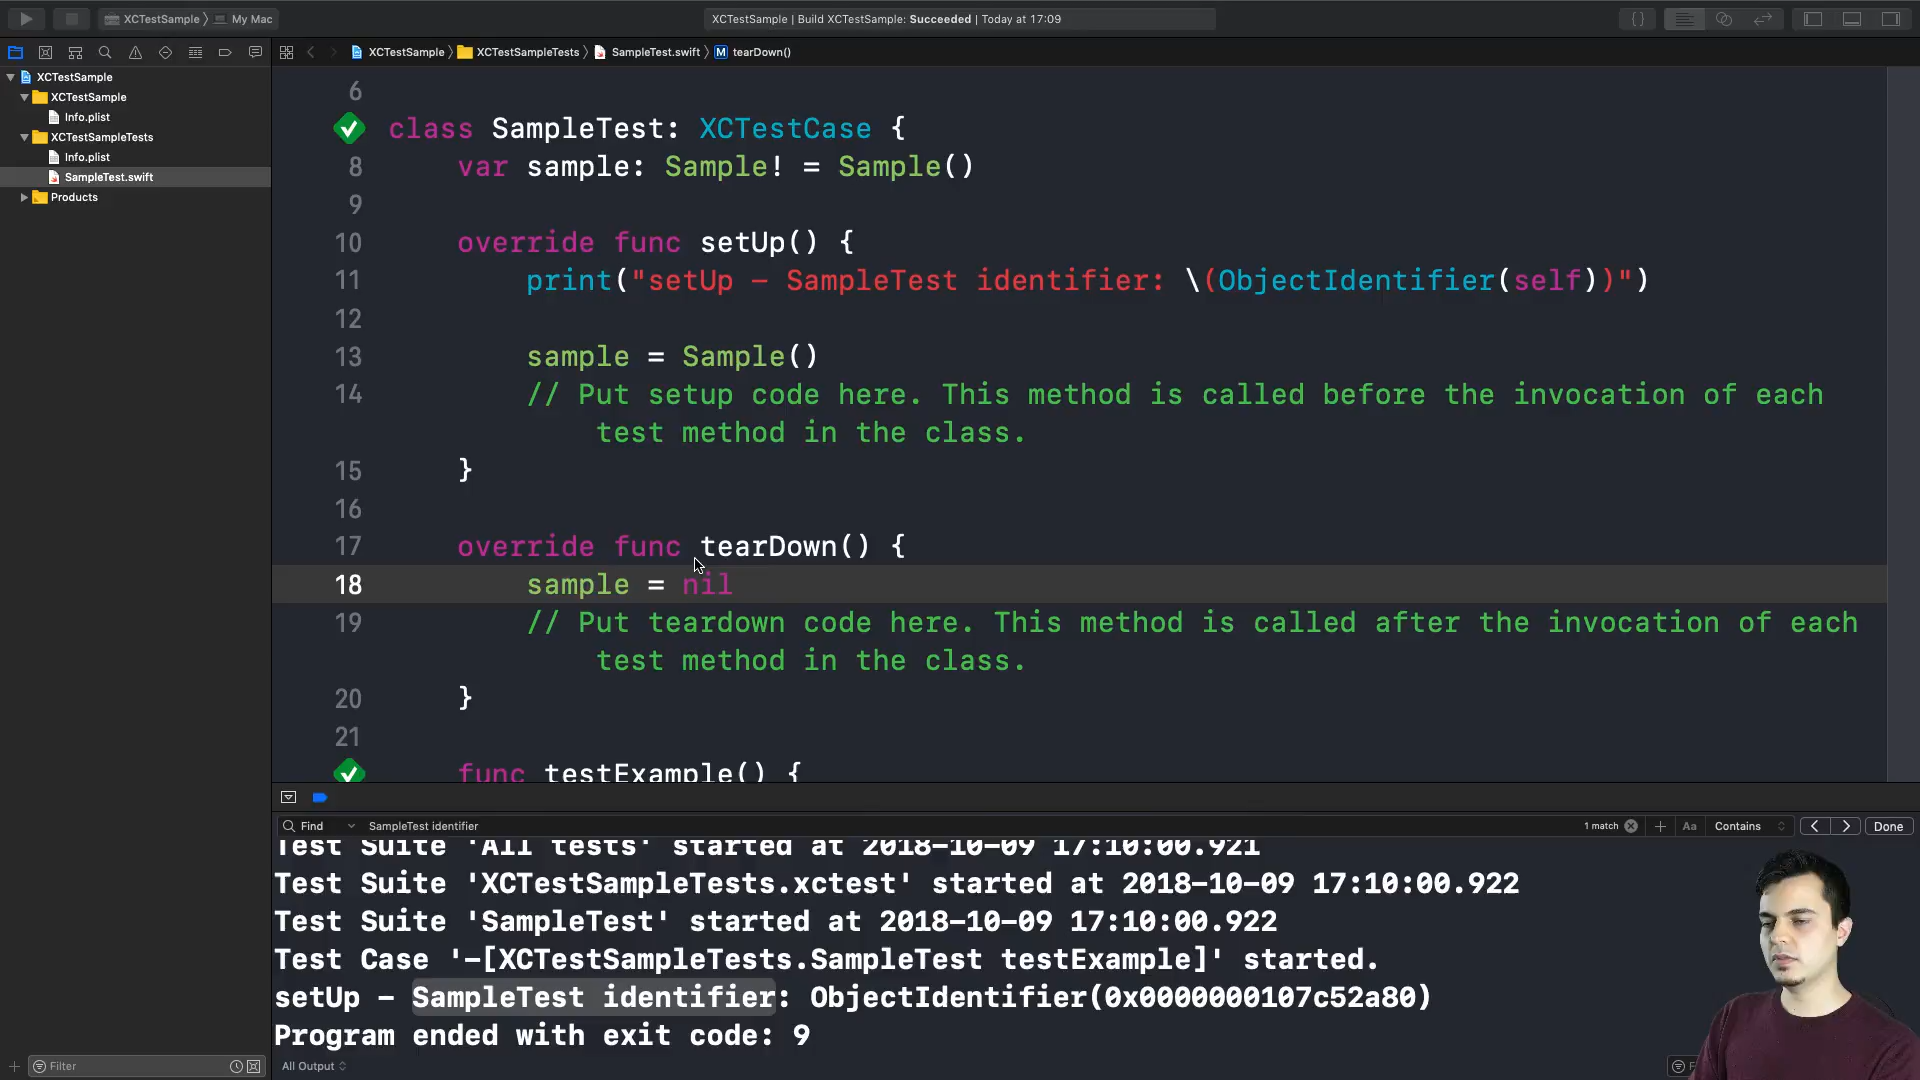 XCTestSample
My Mac
XCTestSample | Build XCTestSample: Succeeded | Today at 17:09
XCTestSample
XCTestSampleTests
SampleTest.swift
M
tearDown()
XCTestSample
XCTestSample
Info.plist
XCTestSampleTests
Info.plist
SampleTest.swift
Products
6
class SampleTest: XCTestCase {
8 var sample: Sample! = Sample()
9
10 override func setUp() {
11 print("setUp – SampleTest identifier: \(ObjectIdentifier(self))")
12
13 sample = Sample()
14 // Put setup code here. This method is called before the invocation of each
test method in the class.
15 }
16
17 override func tearDown() {
18 sample = nil
19 // Put teardown code here. This method is called after the invocation of each
test method in the class.
20 }
21
func testExample() {
Find
SampleTest identifier
1 match
Aa
Contains
Done
Test Suite 'All tests' started at 2018-10-09 17:10:00.921
Test Suite 'XCTestSampleTests.xctest' started at 2018-10-09 17:10:00.922
Test Suite 'SampleTest' started at 2018-10-09 17:10:00.922
Test Case '-[XCTestSampleTests.SampleTest testExample]' started.
setUp – SampleTest identifier: ObjectIdentifier(0x0000000107c52a80)
Program ended with exit code: 9
Filter
All Output